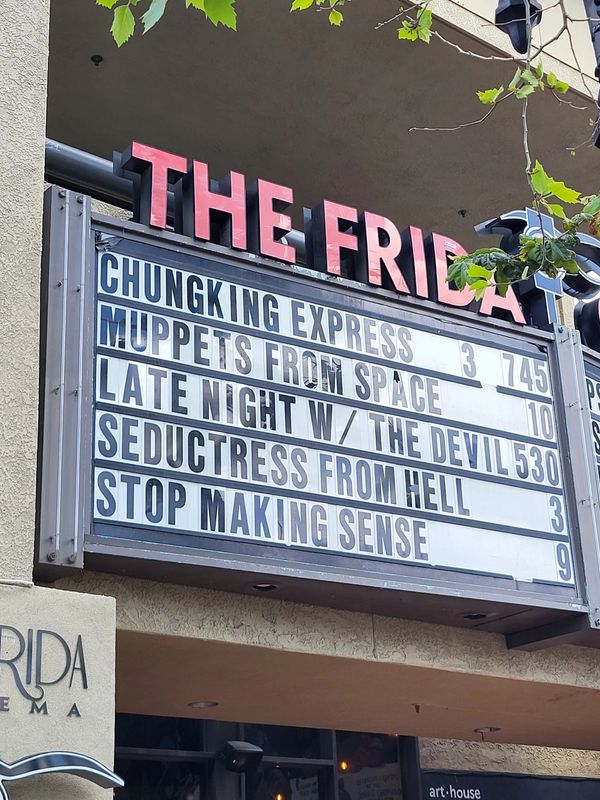 THE FRIDA
CHUNGKING EXPRESS 3 745
MUPPETS FROM SPACE 10
LATE NIGHT W/ THE DEVIL 530
SEDUCTRESS FROM HELL 3
STOP MAKING SENSE 9
RIDA
EMA
art·house